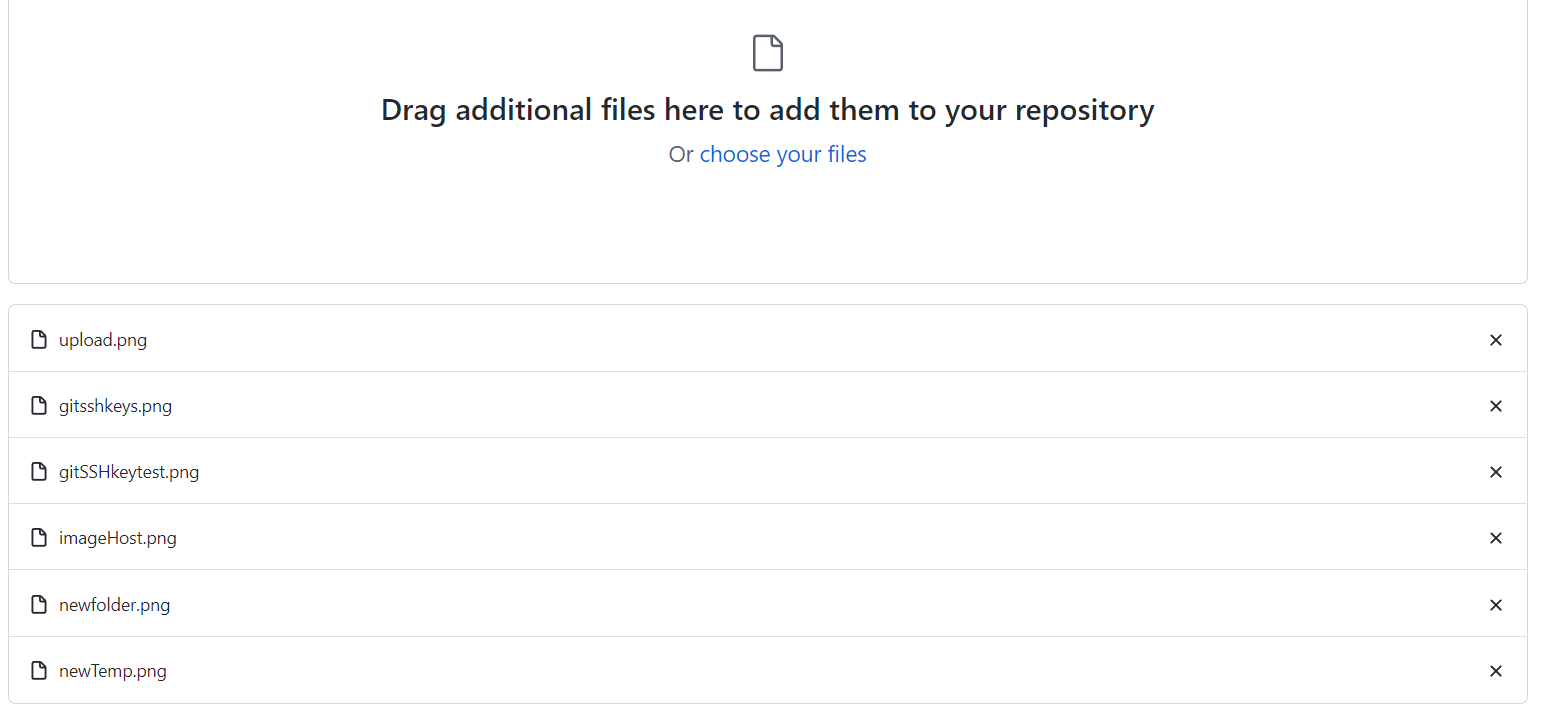 Drag additional files here to add them to your repository
Or choose your files
upload.png
gitsshkeys.png
gitSSHkeytest.png
imageHost.png
newfolder.png
newTemp.png